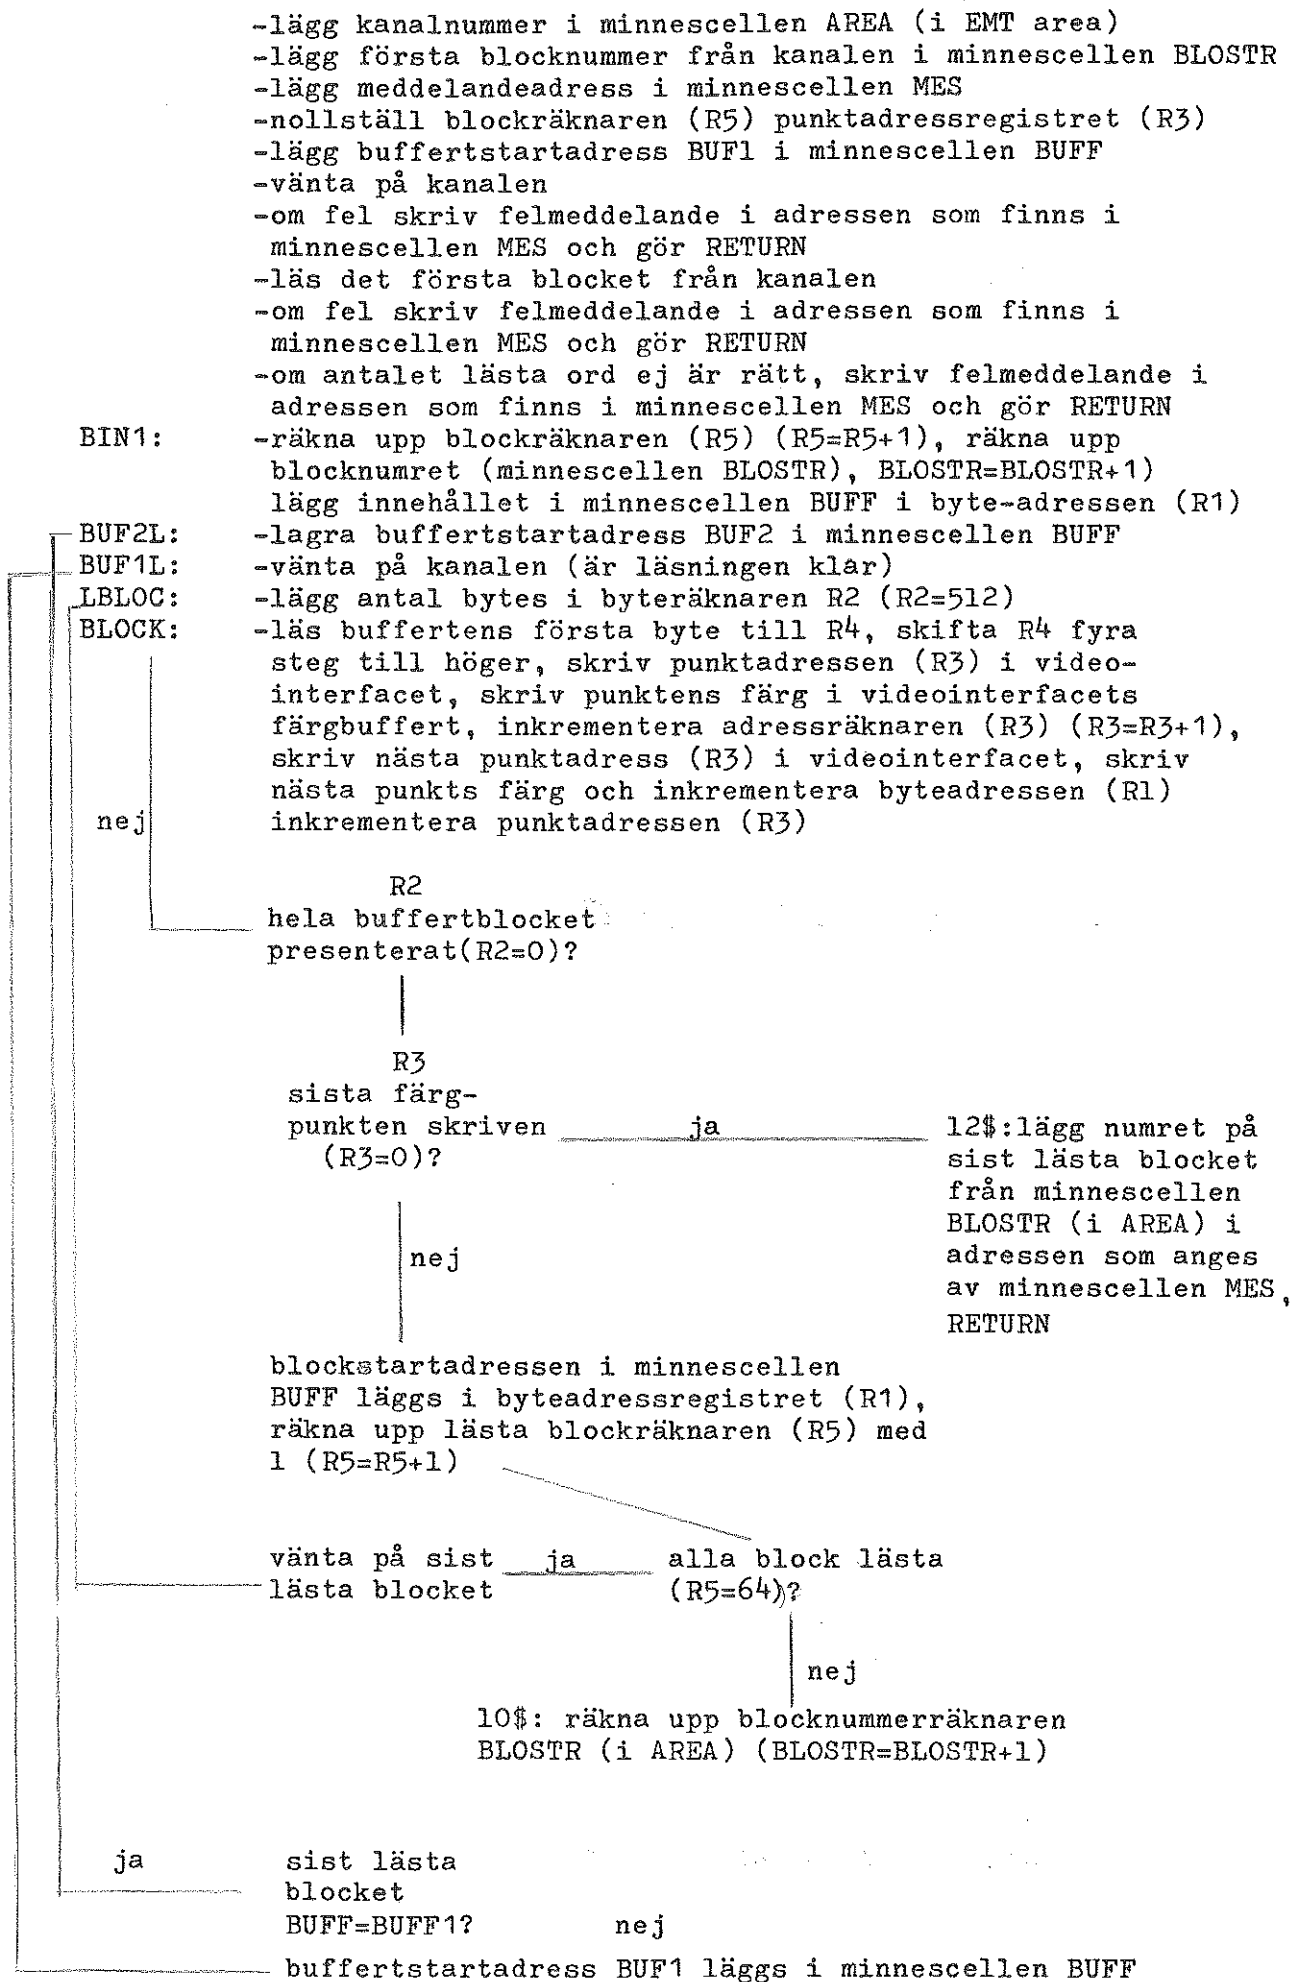 -lägg kanalnummer i minnescellen AREA (i EMT area)
-lägg första blocknummer från kanalen i minnescellen BLOSTR
-lägg meddelandeadress i minnescellen MES
-nollställ blockräknaren (R5) punktadressregistret (R3)
-lägg buffertstartadress BUF1 i minnescellen BUFF
-vänta på kanalen
-om fel skriv felmeddelande i adressen som finns i
minnescellen MES och gör RETURN
-läs det första blocket från kanalen
-om fel skriv felmeddelande i adressen som finns i
minnescellen MES och gör RETURN
-om antalet lästa ord ej är rätt, skriv felmeddelande i
adressen som finns i minnescellen MES och gör RETURN
BIN1: -räkna upp blockräknaren (R5) (R5=R5+1), räkna upp
blocknumret (minnescellen BLOSTR), BLOSTR=BLOSTR+1)
lägg innehållet i minnescellen BUFF i byte-adressen (R1)
BUF2L: -lagra buffertstartadress BUF2 i minnescellen BUFF
BUF1L: -vänta på kanalen (är läsningen klar)
LBLOC: -lägg antal bytes i byteräknaren R2 (R2=512)
BLOCK: -läs buffertens första byte till R4, skifta R4 fyra
steg till höger, skriv punktadressen (R3) i video-
interfacet, skriv punktens färg i videointerfacets
färgbuffert, inkrementera adressräknaren (R3) (R3=R3+1),
skriv nästa punktadress (R3) i videointerfacet, skriv
nästa punkts färg och inkrementera byteadressen (R1)
nej inkrementera punktadressen (R3)
R2
hela buffertblocket
presenterat(R2=0)?
R3
sista färg-
punkten skriven ja 12$:lägg numret på
(R3=0)? sist lästa blocket
från minnescellen
BLOSTR (i AREA) i
nej adressen som anges
av minnescellen MES,
RETURN
blockstartadressen i minnescellen
BUFF läggs i byteadressregistret (R1),
räkna upp lästa blockräknaren (R5) med
1 (R5=R5+1)
vänta på sist ja alla block lästa
lästa blocket (R5=64)?
nej
10$: räkna upp blocknummerräknaren
BLOSTR (i AREA) (BLOSTR=BLOSTR+1)
ja sist lästa
blocket
BUFF=BUFF1? nej
buffertstartadress BUF1 läggs i minnescellen BUFF